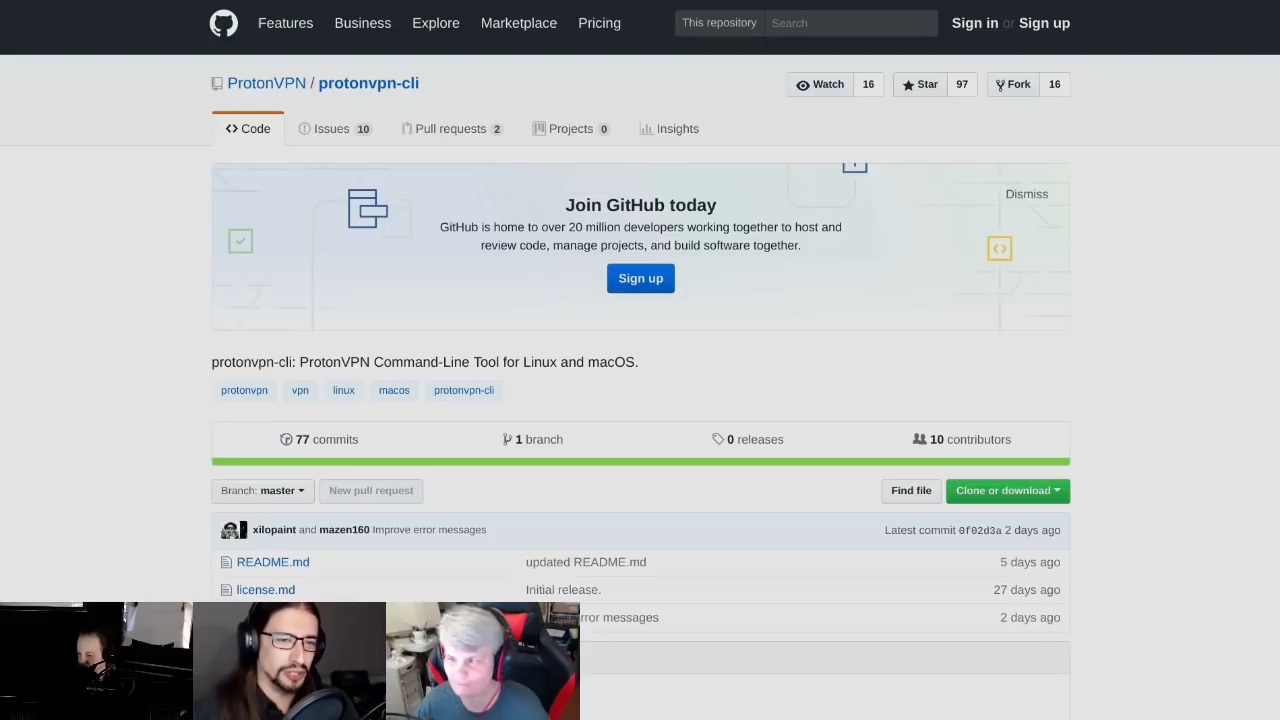 Features Business Explore Marketplace Pricing This repository Search Sign in or Sign up
ProtonVPN / protonvpn-cli Watch 16 Star 97 Fork 16
Code Issues 10 Pull requests 2 Projects 0 Insights
Join GitHub today
Dismiss
GitHub is home to over 20 million developers working together to host and
review code, manage projects, and build software together.
Sign up
protonvpn-cli: ProtonVPN Command-Line Tool for Linux and macOS.
protonvpn vpn linux macos protonvpn-cli
77 commits 1 branch 0 releases 10 contributors
Branch: master New pull request Find file Clone or download
xilopaint and mazen160 Improve error messages Latest commit 0f02d3a 2 days ago
README.md updated README.md 5 days ago
license.md Initial release. 27 days ago
error messages 2 days ago